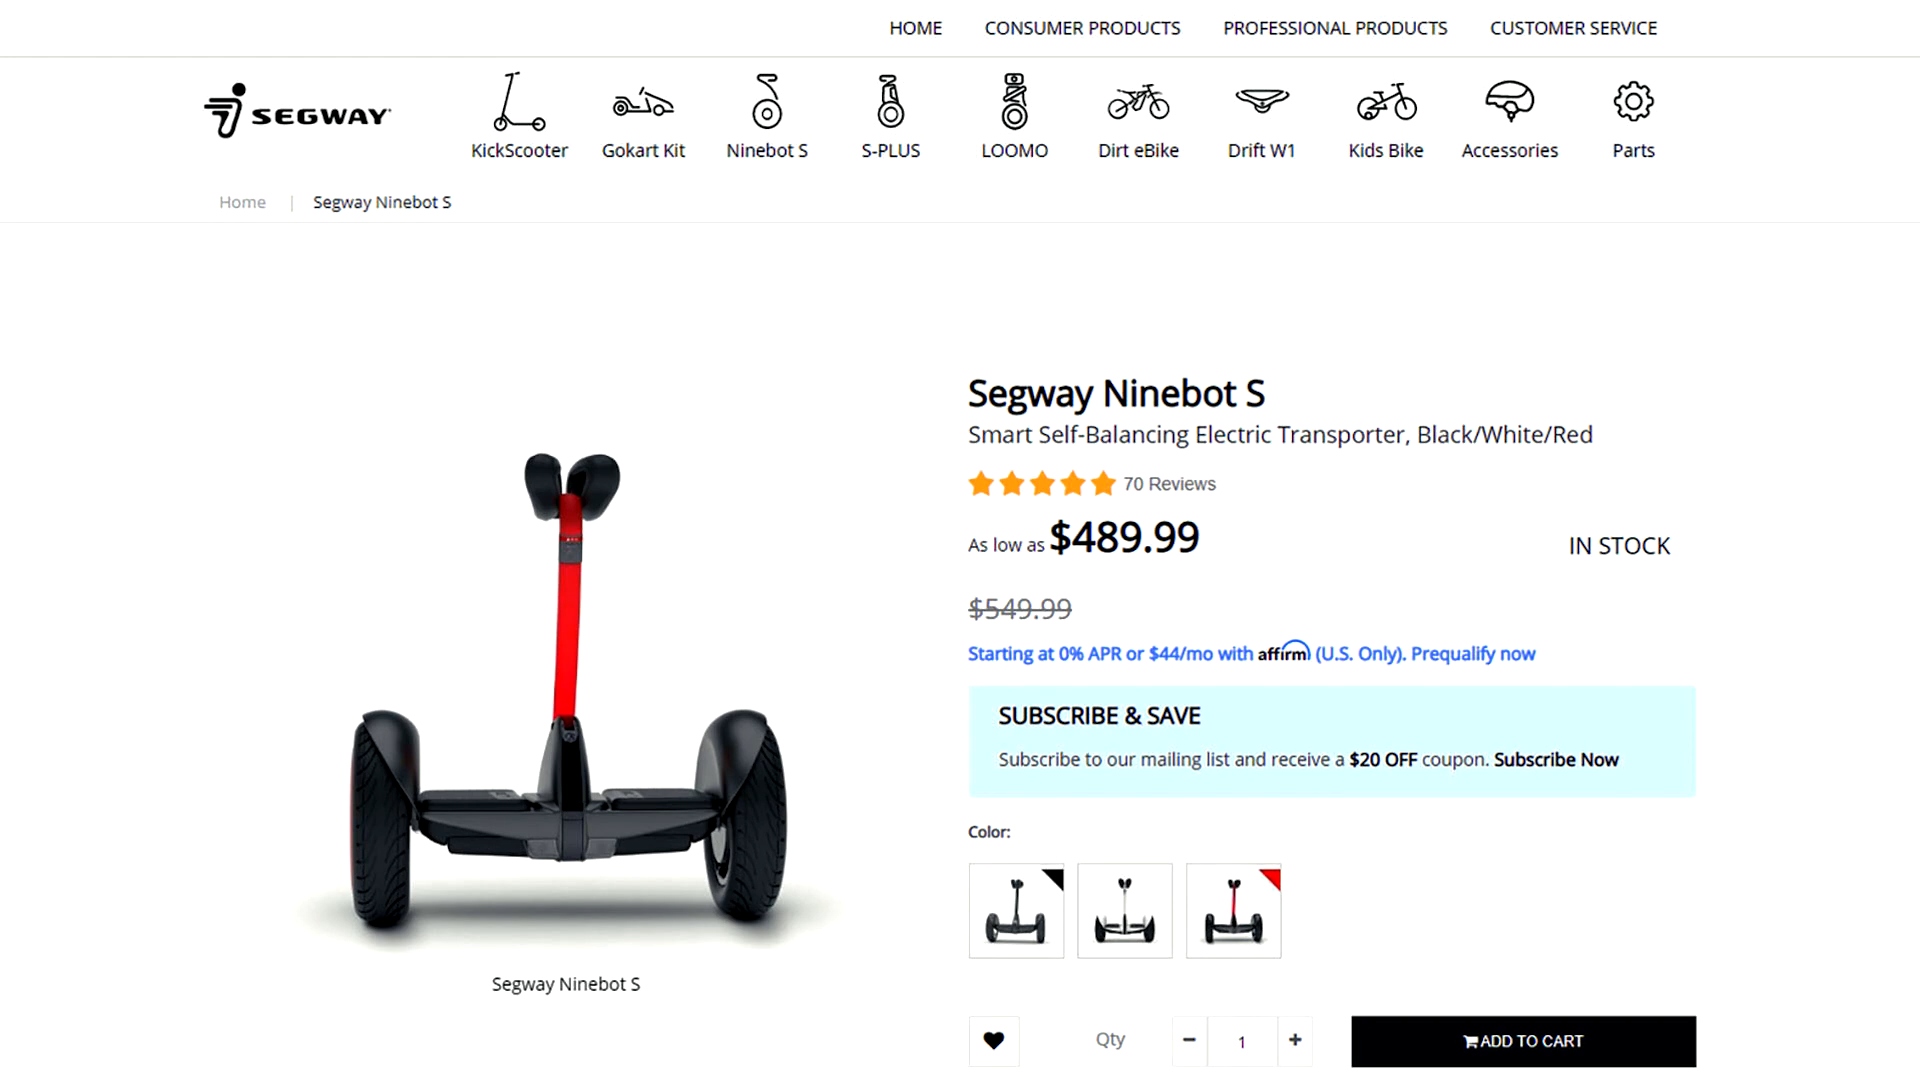 HOME CONSUMER PRODUCTS PROFESSIONAL PRODUCTS CUSTOMER SERVICE
SEGWAY
KickScooter Gokart Kit Ninebot S S-PLUS LOOMO Dirt eBike Drift W1 Kids Bike Accessories Parts
Home | Segway Ninebot S
Segway Ninebot S
Smart Self-Balancing Electric Transporter, Black/White/Red
70 Reviews
As low as $489.99
IN STOCK
$549.99
Starting at 0% APR or $44/mo with affirm (U.S. Only). Prequalify now
SUBSCRIBE & SAVE
Subscribe to our mailing list and receive a $20 OFF coupon. Subscribe Now
Color:
Segway Ninebot S
Qty - 1 +
ADD TO CART